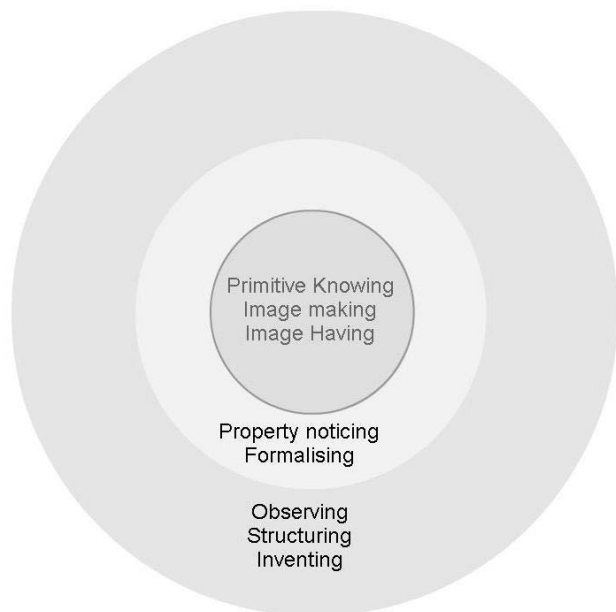 Primitive Knowing
Image making
Image Having
Property noticing
Formalising
Observing
Structuring
Inventing